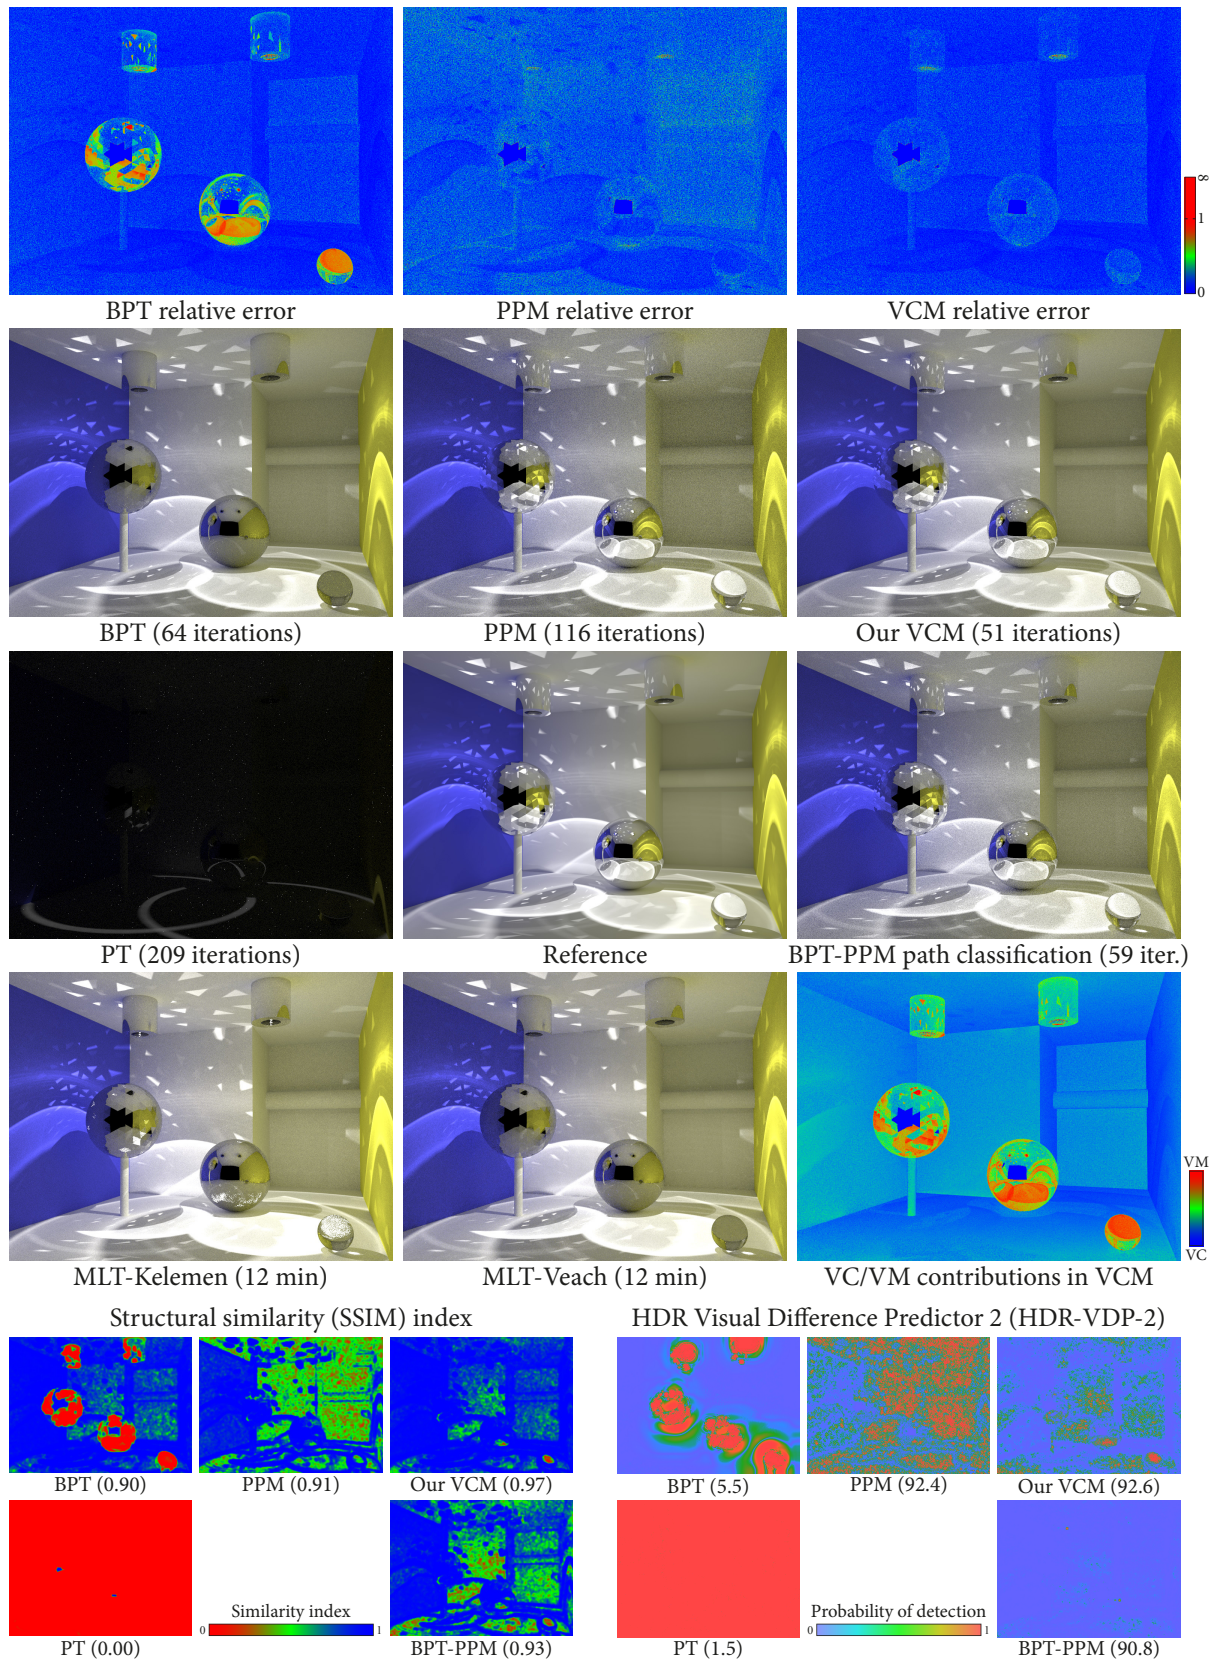 ∞
1
0
BPT relative error
PPM relative error
VCM relative error
BPT (64 iterations)
PPM (116 iterations)
Our VCM (51 iterations)
PT (209 iterations)
Reference
BPT-PPM path classification (59 iter.)
VM
VC
MLT-Kelemen (12 min)
MLT-Veach (12 min)
VC/VM contributions in VCM
Structural similarity (SSIM) index
HDR Visual Difference Predictor 2 (HDR-VDP-2)
BPT (0.90)
PPM (0.91)
Our VCM (0.97)
BPT (5.5)
PPM (92.4)
Our VCM (92.6)
Similarity index
0 1
Probability of detection
0 1
PT (0.00)
BPT-PPM (0.93)
PT (1.5)
BPT-PPM (90.8)